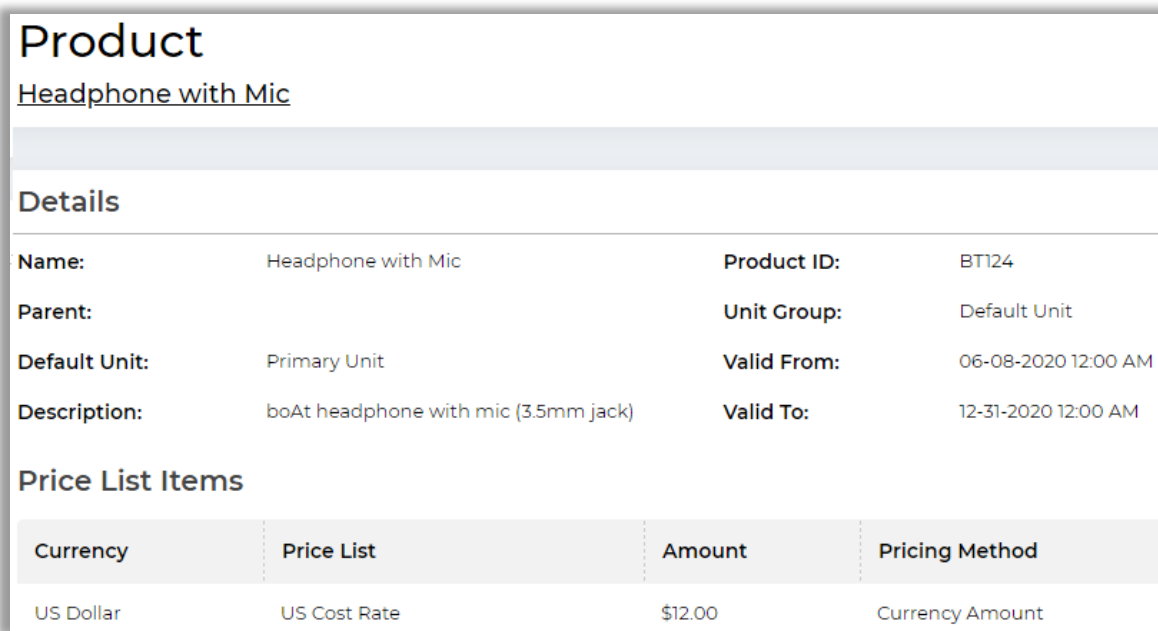 Product
Headphone with Mic
Details
Name: Headphone with Mic Product ID: BT124
Parent: Unit Group: Default Unit
Default Unit: Primary Unit Valid From: 06-08-2020 12:00 AM
Description: boAt headphone with mic (3.5mm jack) Valid To: 12-31-2020 12:00 AM
Price List Items
Currency Price List Amount Pricing Method
US Dollar US Cost Rate $12.00 Currency Amount